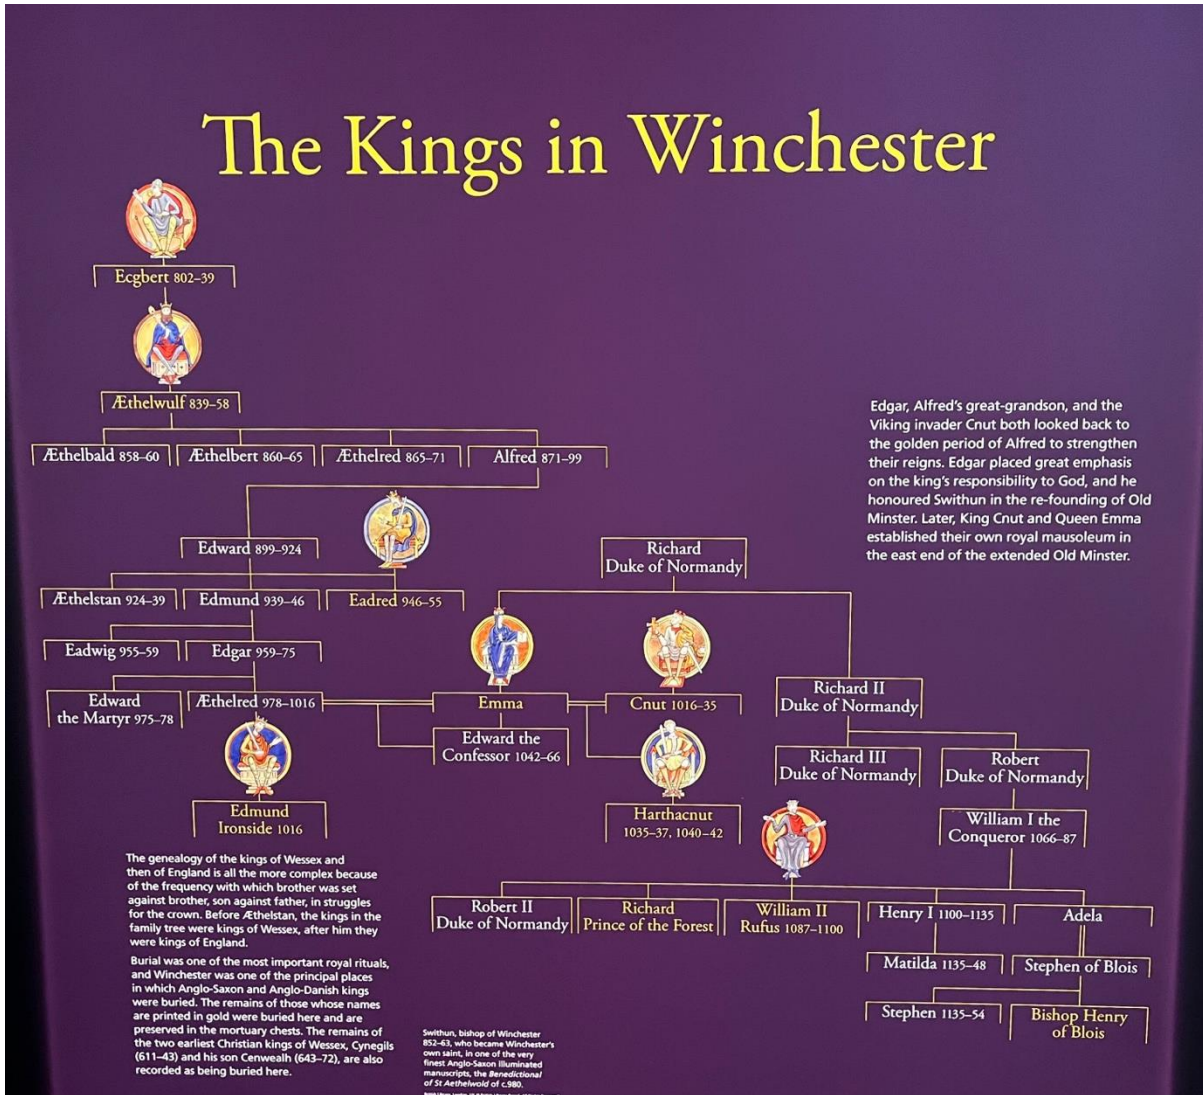 The Kings in Winchester
Ecgbert 802–39
Æthelwulf 839–58
Æthelbald 858–60
Æthelbert 860–65
Æthelred 865–71
Alfred 871–99
Edgar, Alfred's great-grandson, and the
Viking invader Cnut both looked back to
the golden period of Alfred to strengthen
their reigns. Edgar placed great emphasis
on the king's responsibility to God, and he
honoured Swithun in the re-founding of Old
Minster. Later, King Cnut and Queen Emma
established their own royal mausoleum in
the east end of the extended Old Minster.
Edward 899–924
Richard
Duke of Normandy
Æthelstan 924–39
Edmund 939–46
Eadred 946–55
Eadwig 955–59
Edgar 959–75
Edward
the Martyr 975–78
Æthelred 978–1016
Emma
Cnut 1016–35
Richard II
Duke of Normandy
Edward the
Confessor 1042–66
Richard III
Duke of Normandy
Robert
Duke of Normandy
Edmund
Ironside 1016
Harthacnut
1035–37, 1040–42
William I the
Conqueror 1066–87
Robert II
Duke of Normandy
Richard
Prince of the Forest
William II
Rufus 1087–1100
Henry I 1100–1135
Adela
Matilda 1135–48
Stephen of Blois
Stephen 1135–54
Bishop Henry
of Blois
The genealogy of the kings of Wessex and
then of England is all the more complex because
of the frequency with which brother was set
against brother, son against father, in struggles
for the crown. Before Æthelstan, the kings in the
family tree were kings of Wessex, after him they
were kings of England.
Burial was one of the most important royal rituals,
and Winchester was one of the principal places
in which Anglo-Saxon and Anglo-Danish kings
were buried. The remains of those whose names
are printed in gold were buried here and are
preserved in the mortuary chests. The remains of
the two earliest Christian kings of Wessex, Cynegils
(611–43) and his son Cenwealh (643–72), are also
recorded as being buried here.
Swithun, bishop of Winchester
852–63, who became Winchester's
own saint, in one of the very
finest Anglo-Saxon illuminated
manuscripts, the Benedictional
of St Aethelwold of c.980.